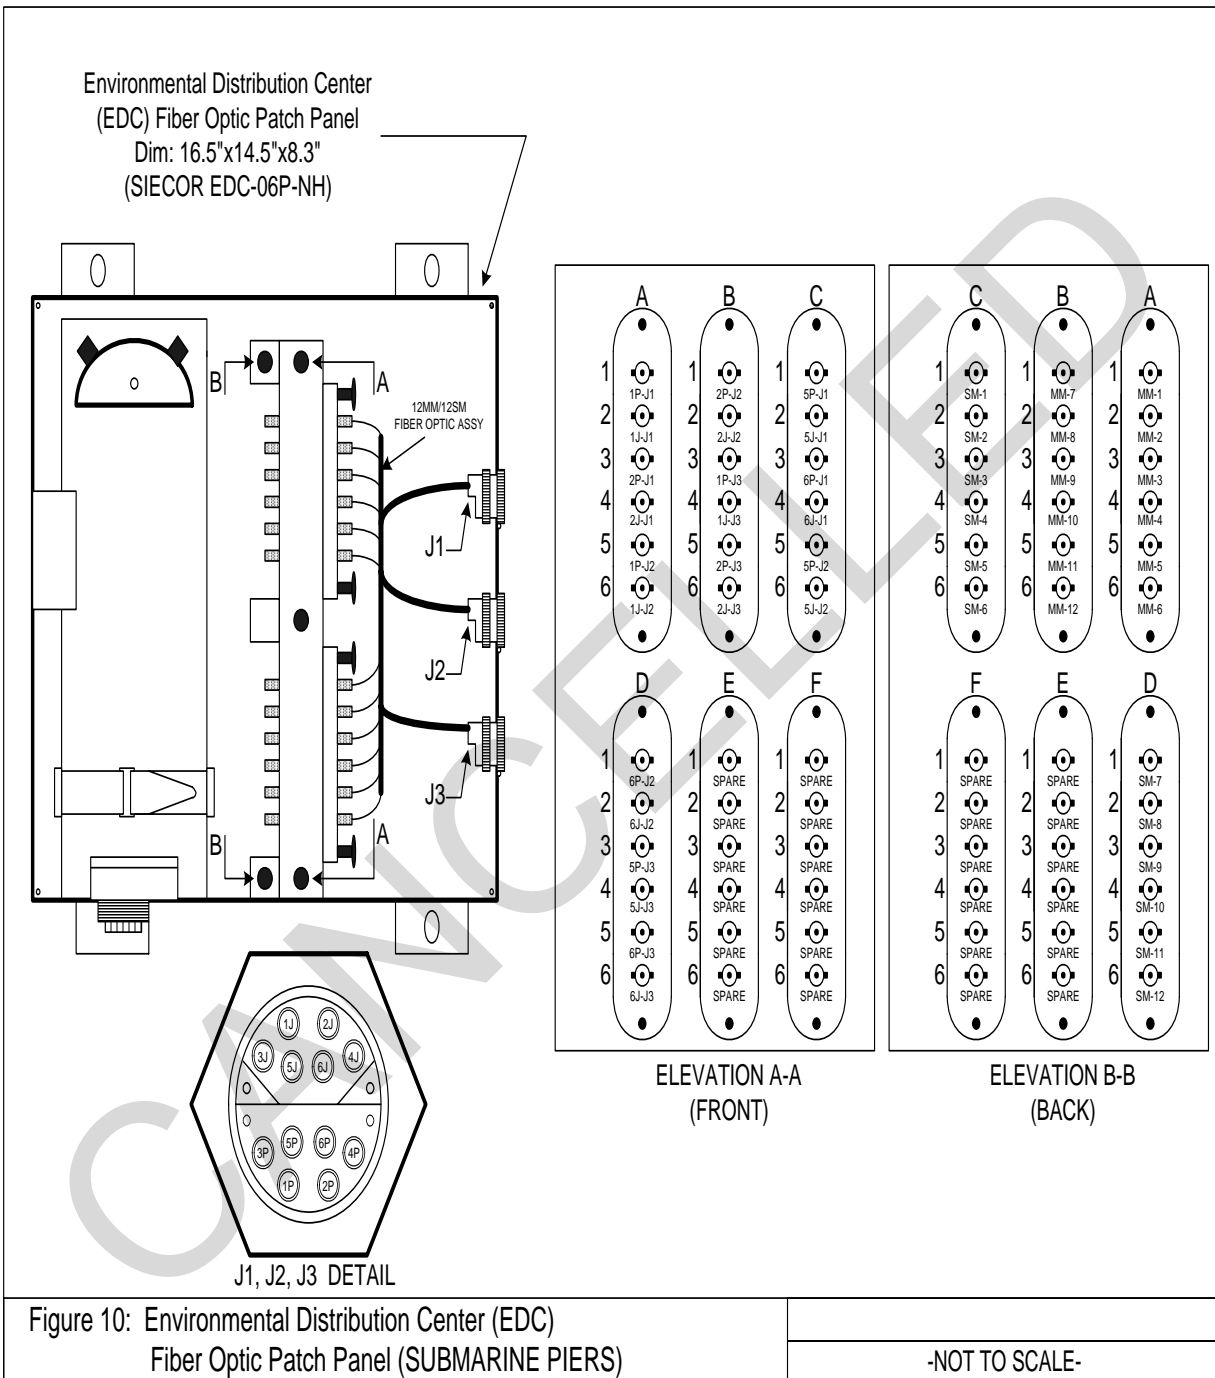 Environmental Distribution Center
(EDC) Fiber Optic Patch Panel
Dim: 16.5"x14.5"x8.3"
(SIECOR EDC-06P-NH)
B
A
12MM/12SM
FIBER OPTIC ASSY
J1
J2
J3
B
A
A B C
1 1 1
1P-J1 2P-J2 5P-J1
2 2 2
1J-J1 2J-J2 5J-J1
3 3 3
2P-J1 1P-J3 6P-J1
4 4 4
2J-J1 1J-J3 6J-J1
5 5 5
1P-J2 2P-J3 5P-J2
6 6 6
1J-J2 2J-J3 5J-J2
D E F
1 1 1
6P-J2 SPARE SPARE
2 2 2
6J-J2 SPARE SPARE
3 3 3
5P-J3 SPARE SPARE
4 4 4
5J-J3 SPARE SPARE
5 5 5
6P-J3 SPARE SPARE
6 6 6
6J-J3 SPARE SPARE
ELEVATION A-A
(FRONT)
C B A
1 1 1
SM-1 MM-7 MM-1
2 2 2
SM-2 MM-8 MM-2
3 3 3
SM-3 MM-9 MM-3
4 4 4
SM-4 MM-10 MM-4
5 5 5
SM-5 MM-11 MM-5
6 6 6
SM-6 MM-12 MM-6
F E D
1 1 1
SPARE SPARE SM-7
2 2 2
SPARE SPARE SM-8
3 3 3
SPARE SPARE SM-9
4 4 4
SPARE SPARE SM-10
5 5 5
SPARE SPARE SM-11
6 6 6
SPARE SPARE SM-12
ELEVATION B-B
(BACK)
1J 2J
3J 5J 6J 4J
3P 5P 6P 4P
1P 2P
J1, J2, J3 DETAIL
CANCELLED
Figure 10: Environmental Distribution Center (EDC)
Fiber Optic Patch Panel (SUBMARINE PIERS)
-NOT TO SCALE-